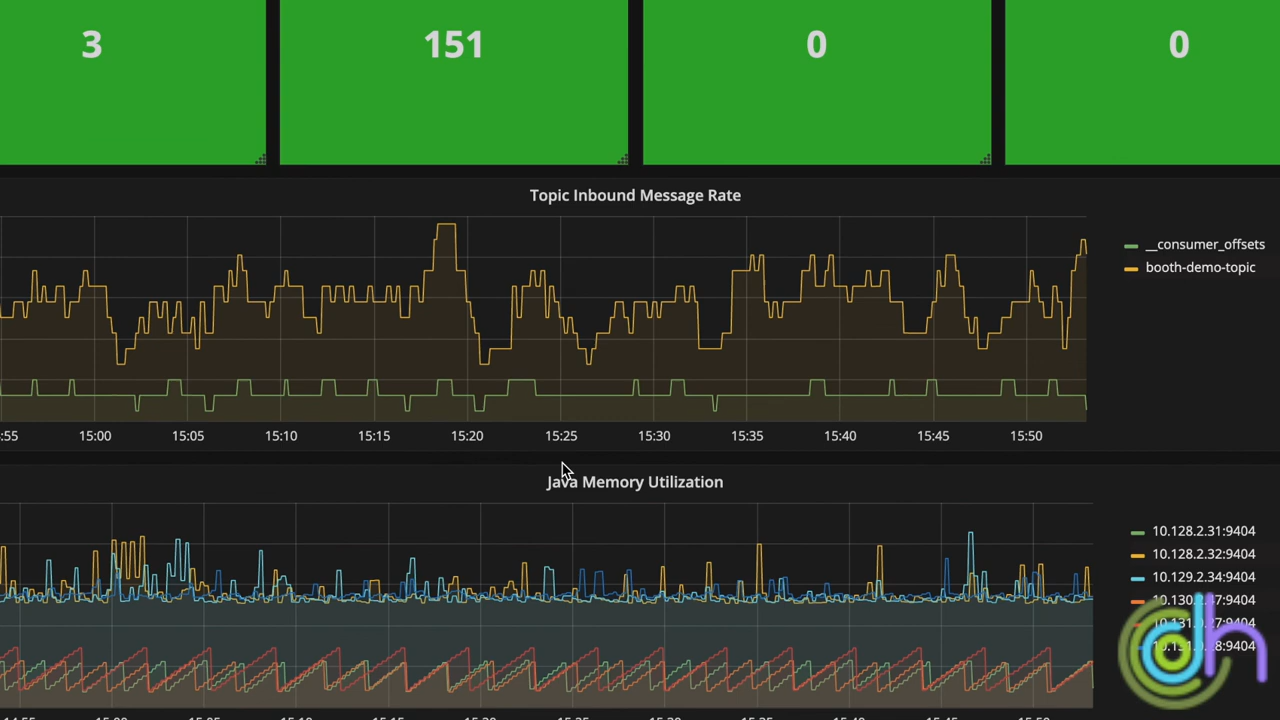 3 151 0 0
Topic Inbound Message Rate
__consumer_offsets
booth-demo-topic
:55 15:00 15:05 15:10 15:15 15:20 15:25 15:30 15:35 15:40 15:45 15:50
Java Memory Utilization
10.128.2.31:9404
10.128.2.32:9404
10.129.2.34:9404
dh